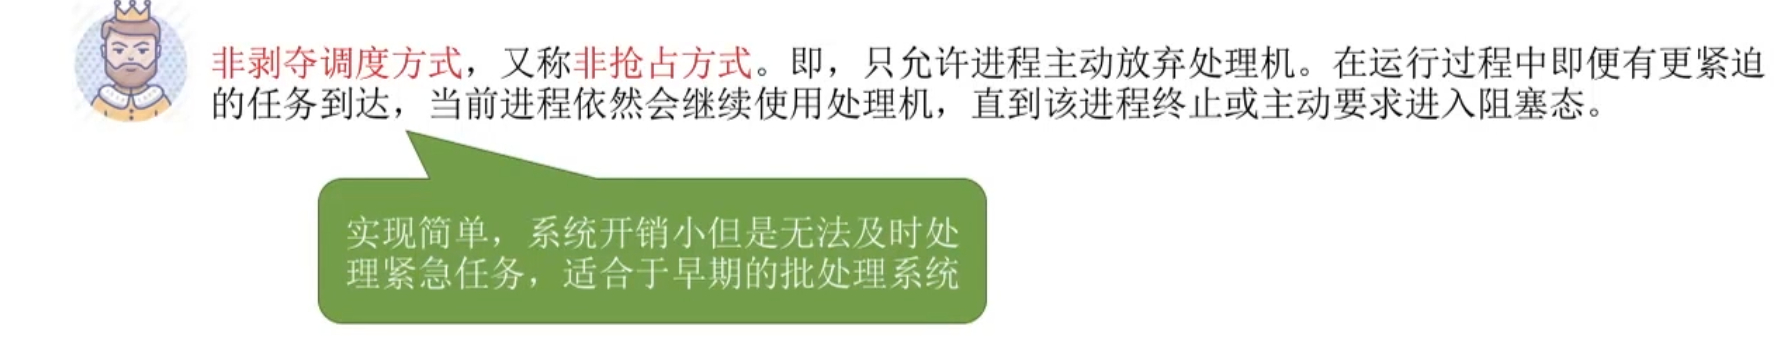 非剥夺调度方式，又称非抢占方式。即，只允许进程主动放弃处理机。在运行过程中即便有更紧迫
的任务到达，当前进程依然会继续使用处理机，直到该进程终止或主动要求进入阻塞态。
实现简单，系统开销小但是无法及时处
理紧急任务，适合于早期的批处理系统